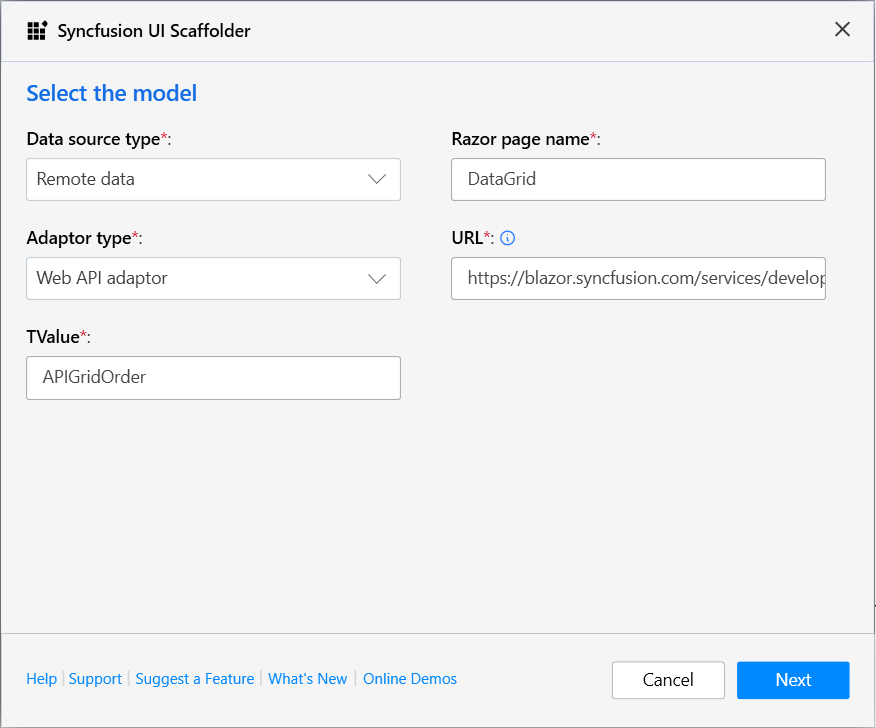 Syncfusion UI Scaffolder
Select the model
Data source type*:
Remote data
Razor page name*:
DataGrid
Adaptor type*:
Web API adaptor
URL*:
https://blazor.syncfusion.com/services/develop
TValue*:
APIGridOrder
Help | Support | Suggest a Feature | What's New | Online Demos
Cancel
Next